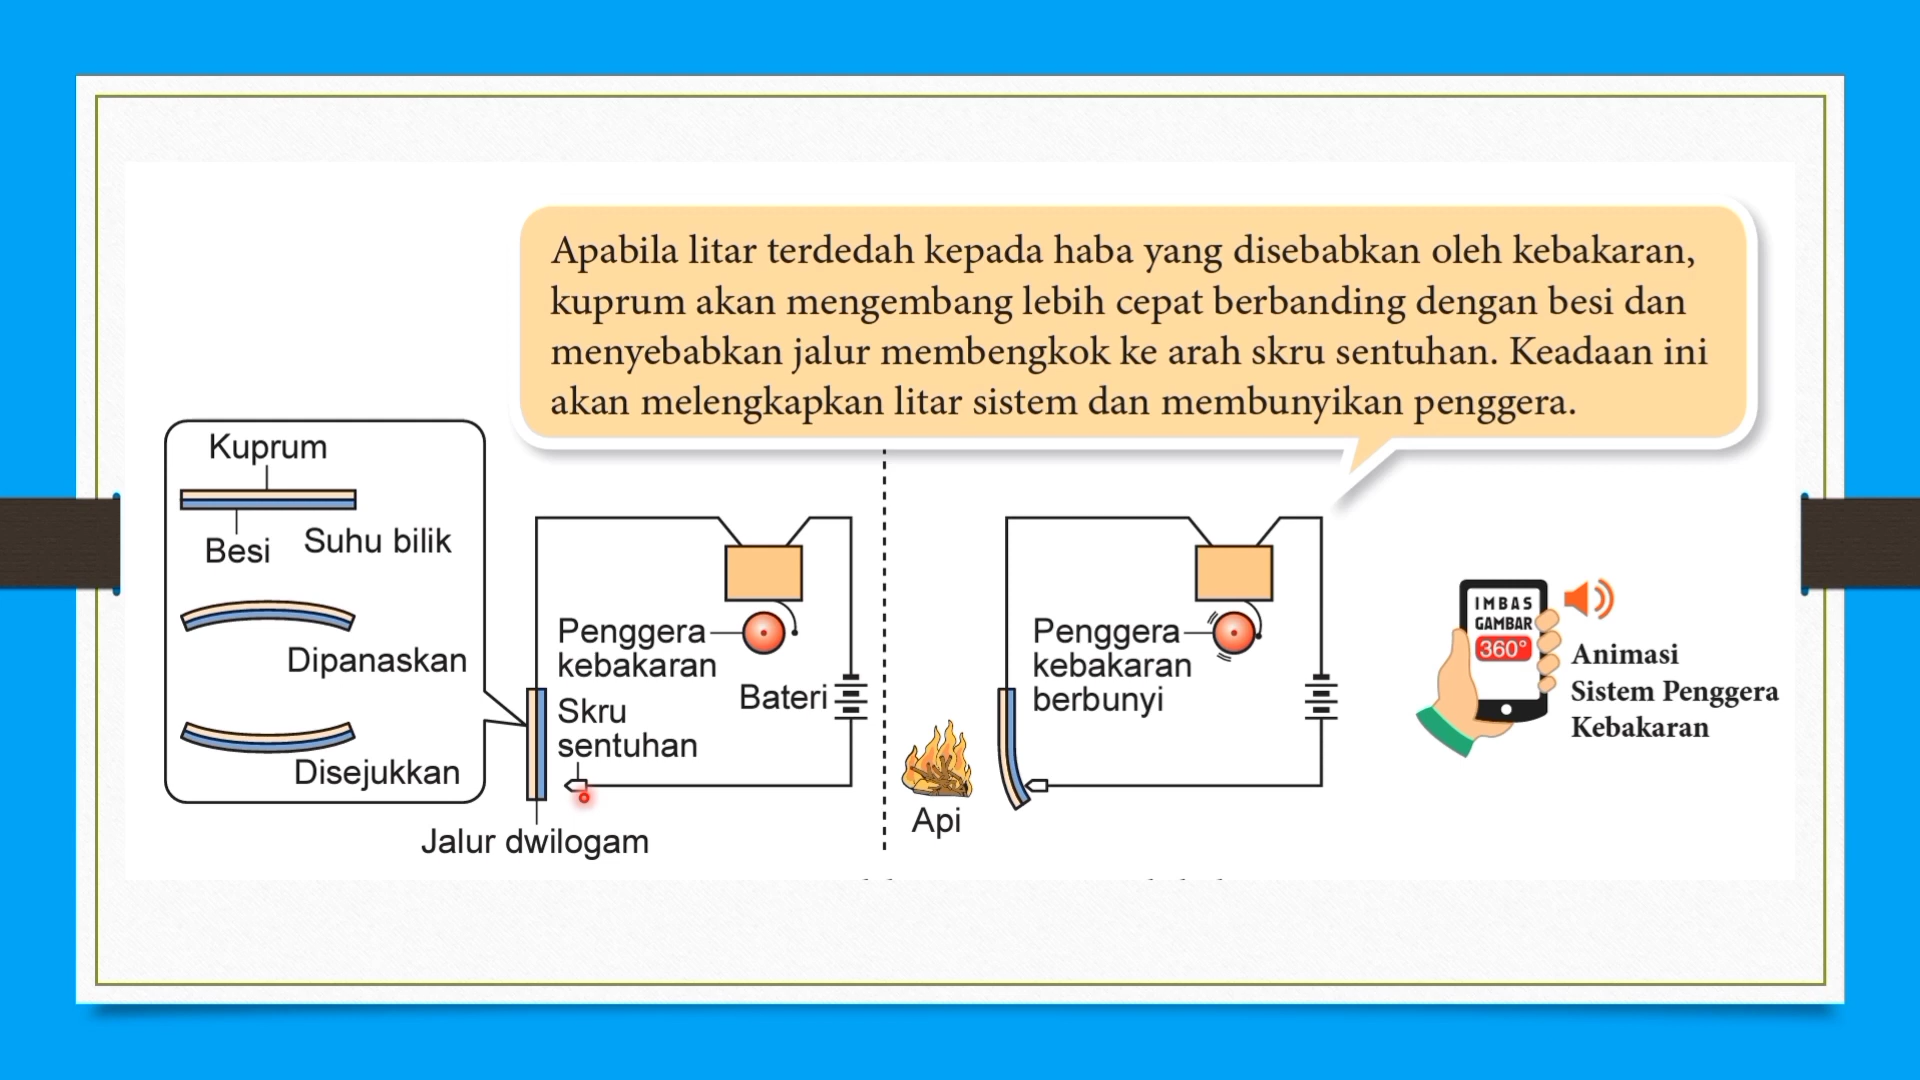 Apabila litar terdedah kepada haba yang disebabkan oleh kebakaran,
kuprum akan mengembang lebih cepat berbanding dengan besi dan
menyebabkan jalur membengkok ke arah skru sentuhan. Keadaan ini
akan melengkapkan litar sistem dan membunyikan penggera.
Kuprum
Besi
Suhu bilik
Dipanaskan
Disejukkan
Penggera
kebakaran
Bateri
Skru
sentuhan
Jalur dwilogam
Penggera
kebakaran
berbunyi
Api
IMBAS
GAMBAR
360°
Animasi
Sistem Penggera
Kebakaran